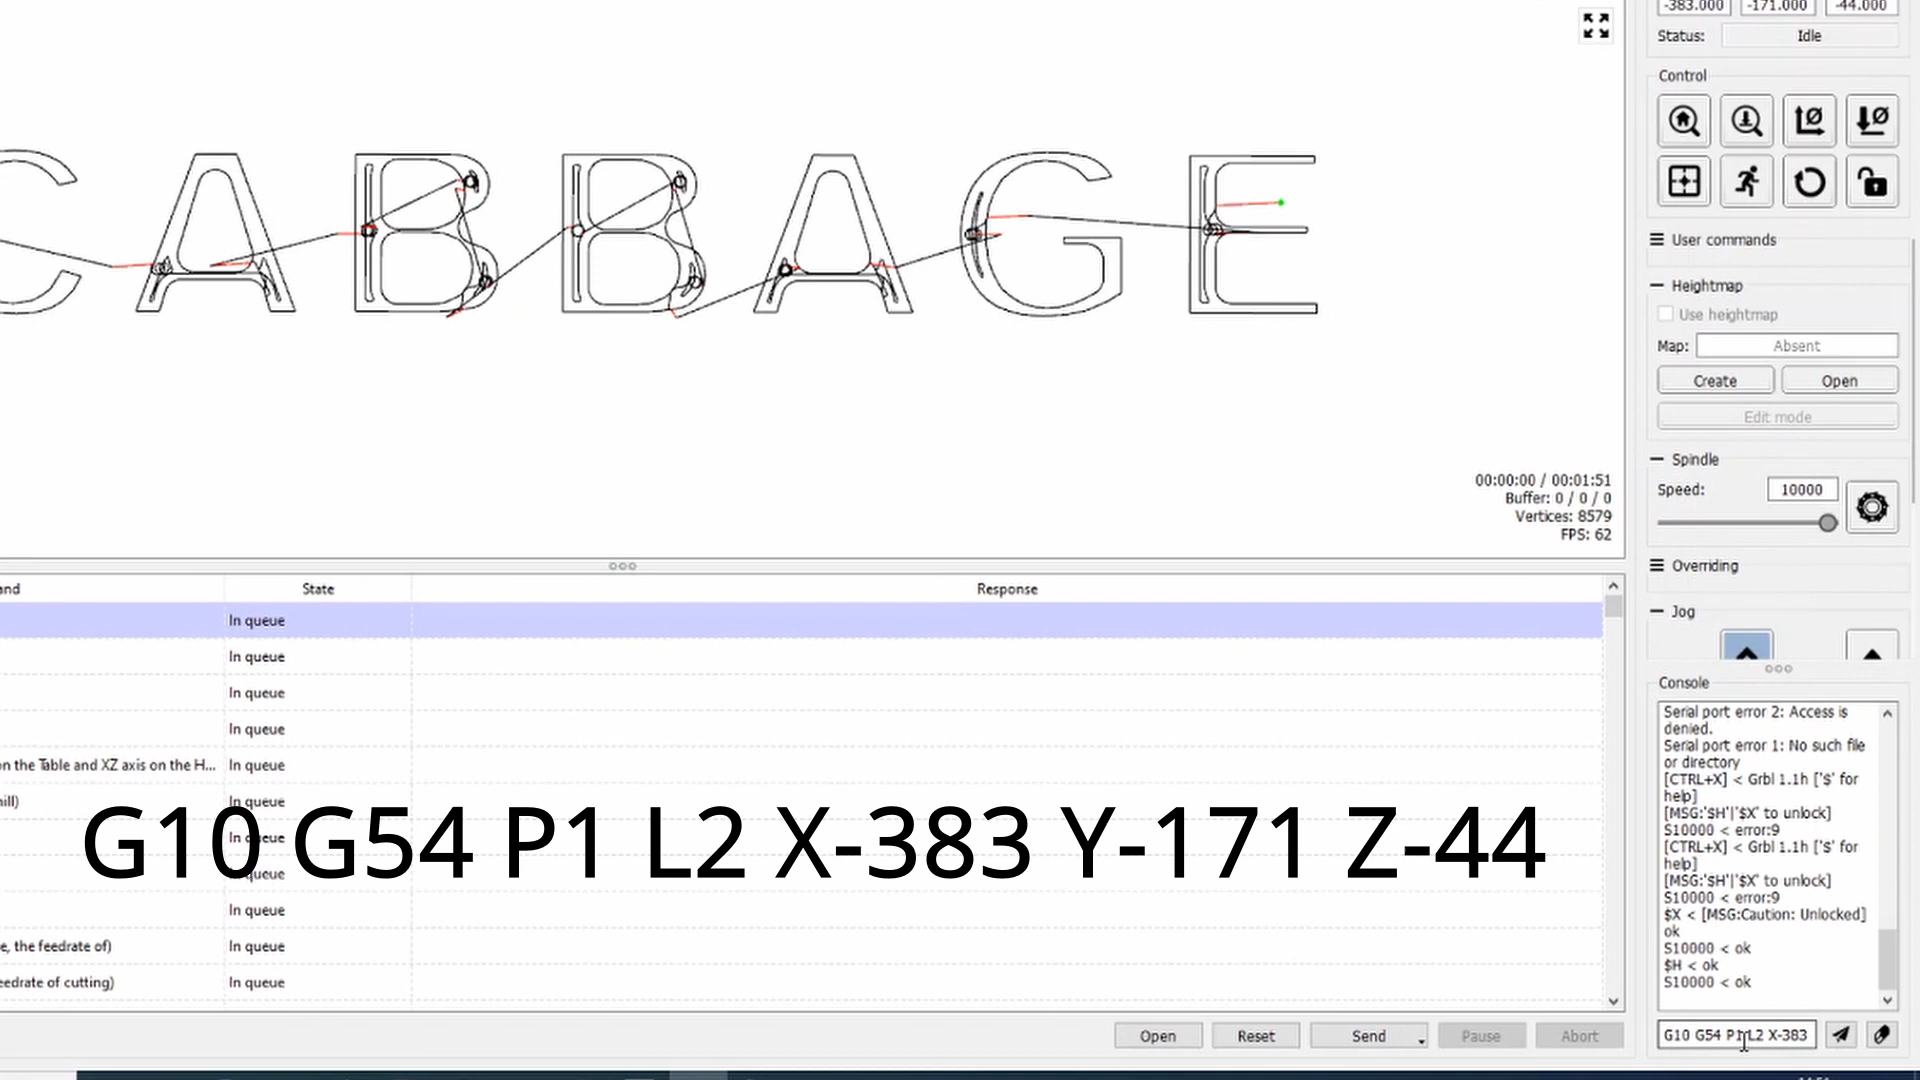 -383.000 -171.000 -44.000
Status: Idle
Control
CABBAGE
User commands
Heightmap
Use heightmap
Map: Absent
Create Open
Edit mode
00:00:00 / 00:01:51
Buffer: 0 / 0 / 0
Vertices: 8579
FPS: 62
Spindle
Speed: 10000
Overriding
Jog
and State Response
In queue
In queue
In queue
In queue
on the Table and XZ axis on the H... In queue
nill) In queue
In queue
In queue
In queue
e, the feedrate of) In queue
eedrate of cutting) In queue
G10 G54 P1 L2 X-383 Y-171 Z-44
Console
Serial port error 2: Access is
denied.
Serial port error 1: No such file
or directory
[CTRL+X] < Grbl 1.1h ['$' for
help]
[MSG:'$H'|'$X' to unlock]
S10000 < error:9
[CTRL+X] < Grbl 1.1h ['$' for
help]
[MSG:'$H'|'$X' to unlock]
S10000 < error:9
$X < [MSG:Caution: Unlocked]
ok
S10000 < ok
$H < ok
S10000 < ok
Open Reset Send Pause Abort
G10 G54 P1 L2 X-383